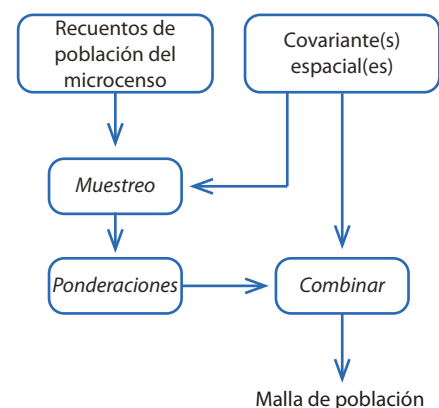 Recuentos de
población del
microcenso
Covariante(s)
espacial(es)
Muestreo
Ponderaciones
Combinar
Malla de población